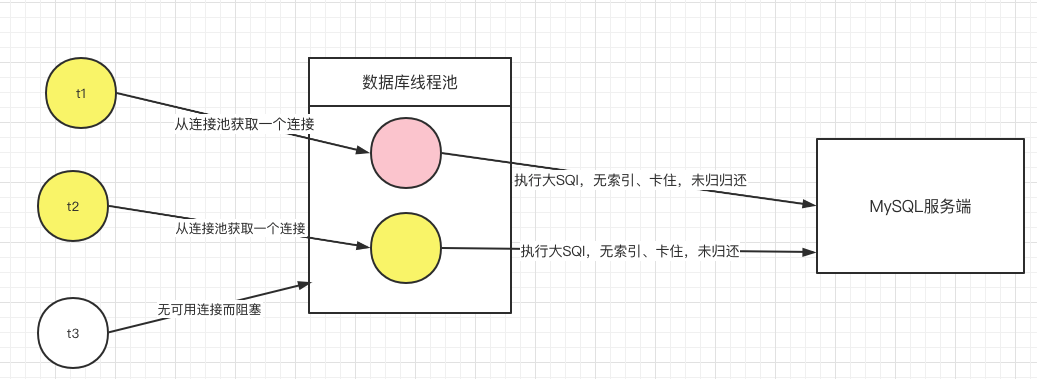 数据库线程池
t1
从连接池获取一个连接
执行大SQl，无索引、卡住，未归归还
t2
MySQL服务端
从连接池获取一个连接
执行大SQl，无索引、卡住，未归还
无可用连接而阻塞
t3